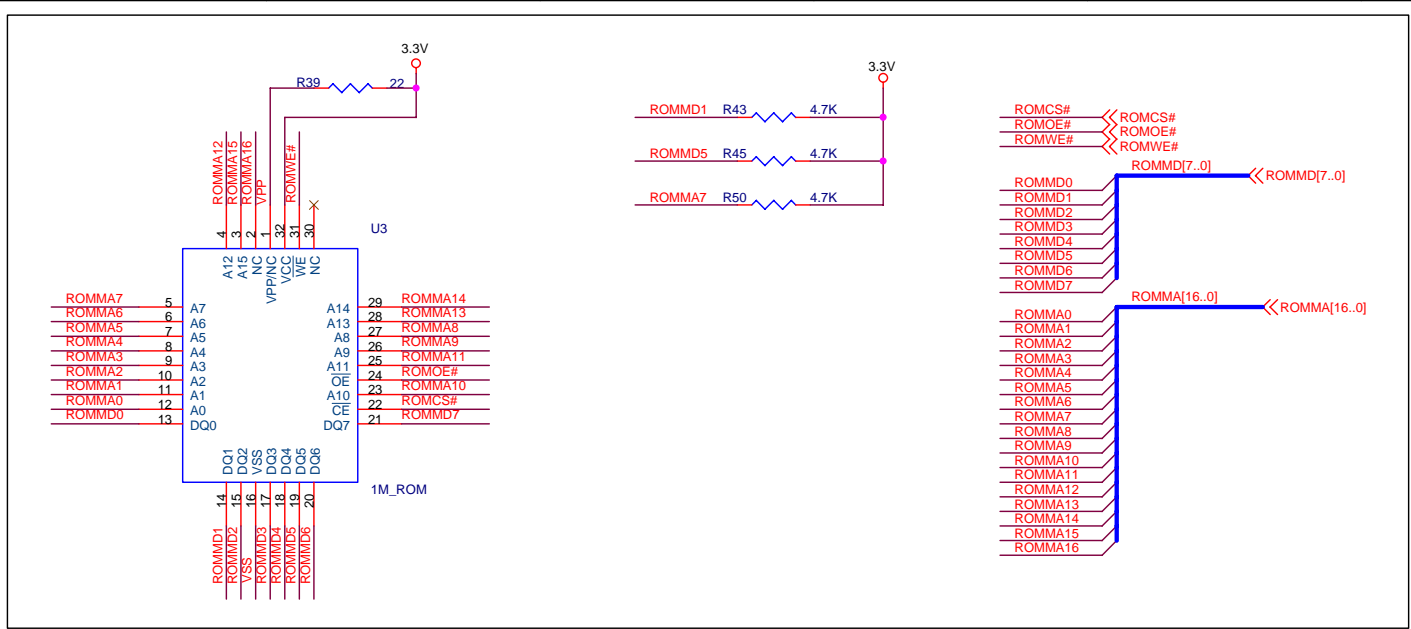 3.3V
R39 22
ROMMA12
ROMMA15
ROMMA16
VPP
ROMWE#
4 3 2 1 32 31 30
U3
A12 A15 NC VPP/NC VCC WE NC
ROMMA7 5 A7
ROMMA6 6 A6
ROMMA5 7 A5
ROMMA4 8 A4
ROMMA3 9 A3
ROMMA2 10 A2
ROMMA1 11 A1
ROMMA0 12 A0
ROMMD0 13 DQ0
A14 29 ROMMA14
A13 28 ROMMA13
A8 27 ROMMA8
A9 26 ROMMA9
A11 25 ROMMA11
OE 24 ROMOE#
A10 23 ROMMA10
CE 22 ROMCS#
DQ7 21 ROMMD7
DQ1 DQ2 VSS DQ3 DQ4 DQ5 DQ6
1M_ROM
14 15 16 17 18 19 20
ROMMD1
ROMMD2
VSS
ROMMD3
ROMMD4
ROMMD5
ROMMD6
3.3V
ROMMD1 R43 4.7K
ROMMD5 R45 4.7K
ROMMA7 R50 4.7K
ROMCS# ROMCS#
ROMOE# ROMOE#
ROMWE# ROMWE#
ROMMD[7..0] ROMMD[7..0]
ROMMD0
ROMMD1
ROMMD2
ROMMD3
ROMMD4
ROMMD5
ROMMD6
ROMMD7
ROMMA[16..0] ROMMA[16..0]
ROMMA0
ROMMA1
ROMMA2
ROMMA3
ROMMA4
ROMMA5
ROMMA6
ROMMA7
ROMMA8
ROMMA9
ROMMA10
ROMMA11
ROMMA12
ROMMA13
ROMMA14
ROMMA15
ROMMA16